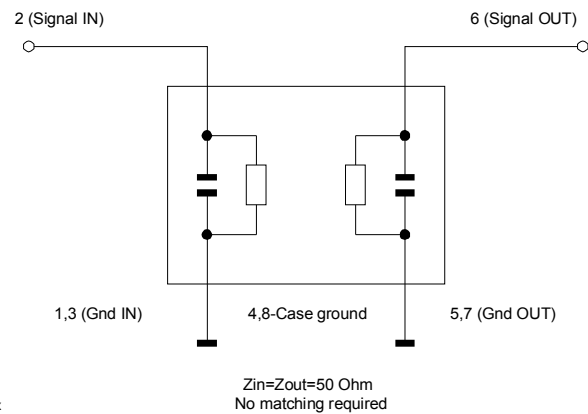 2 (Signal IN)
6 (Signal OUT)
1,3 (Gnd IN)
4,8-Case ground
5,7 (Gnd OUT)
Zin=Zout=50 Ohm
No matching required